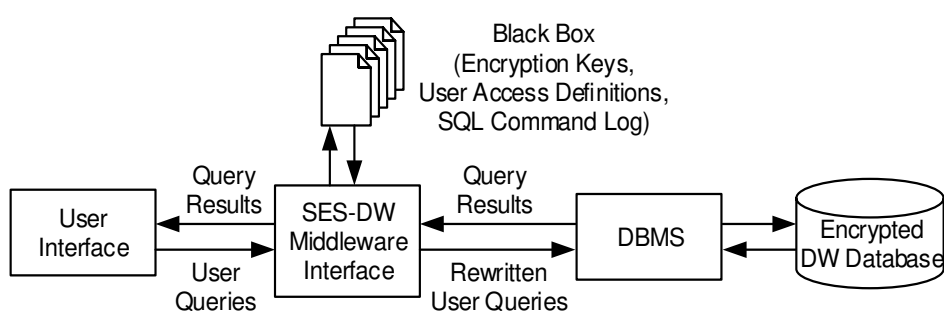 Black Box
(Encryption Keys,
User Access Definitions,
SQL Command Log)
User
Interface
Query
Results
User
Queries
SES-DW
Middleware
Interface
Query
Results
Rewritten
User Queries
DBMS
Encrypted
DW Database